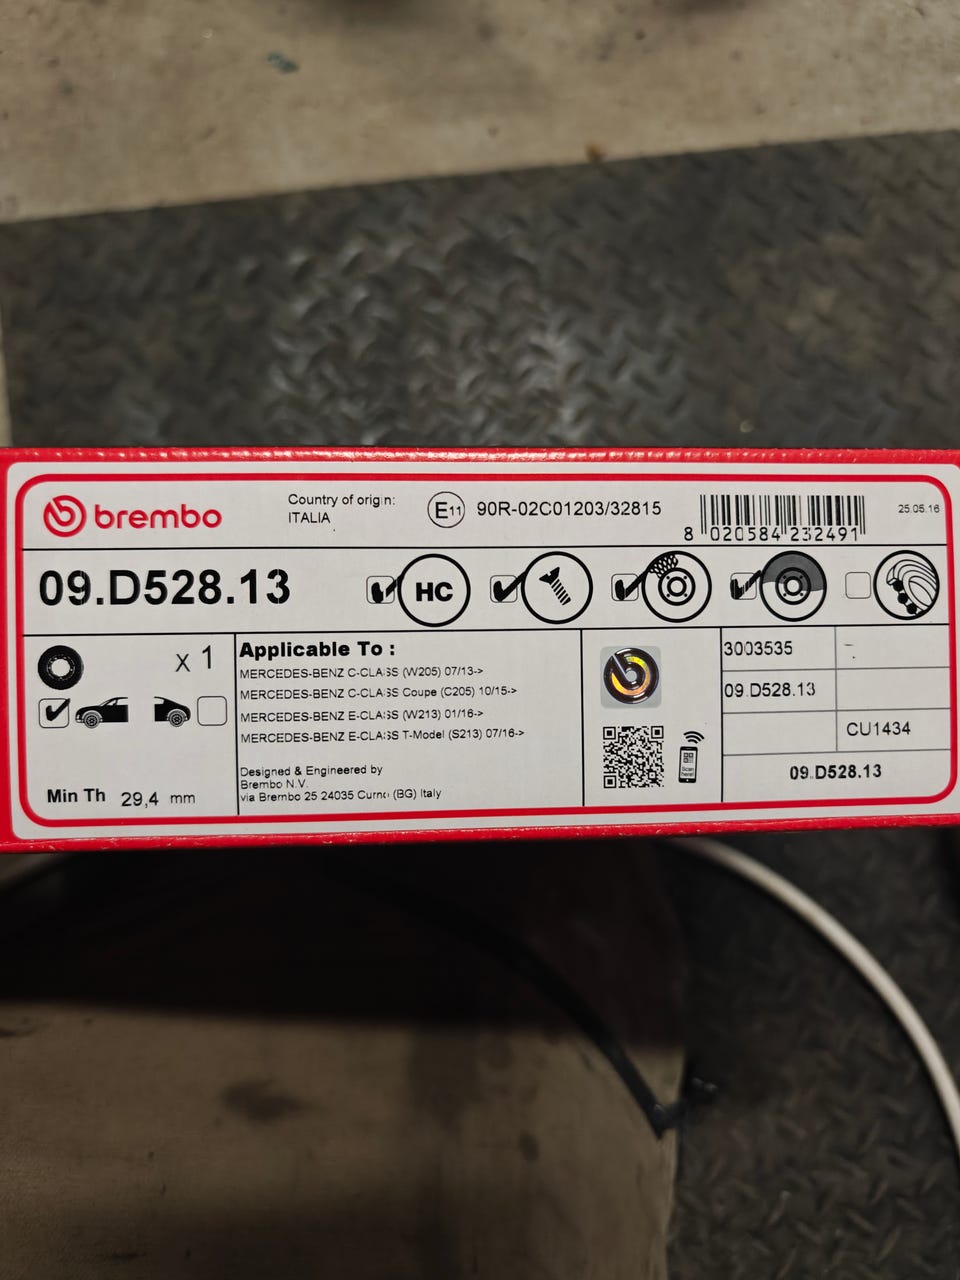 brembo
Country of origin:
ITALIA
E11
90R-02C01203/32815
8 020584 232491
25.05.16
09.D528.13
HC
x 1
Min Th 29,4 mm
Applicable To :
MERCEDES-BENZ C-CLASS (W205) 07/13->
MERCEDES-BENZ C-CLASS Coupe (C205) 10/15->
MERCEDES-BENZ E-CLASS (W213) 01/16->
MERCEDES-BENZ E-CLASS T-Model (S213) 07/16->
Designed & Engineered by
Brembo N.V.
via Brembo 25 24035 Curno (BG) Italy
Scan
here!
3003535
-
09.D528.13
CU1434
09.D528.13